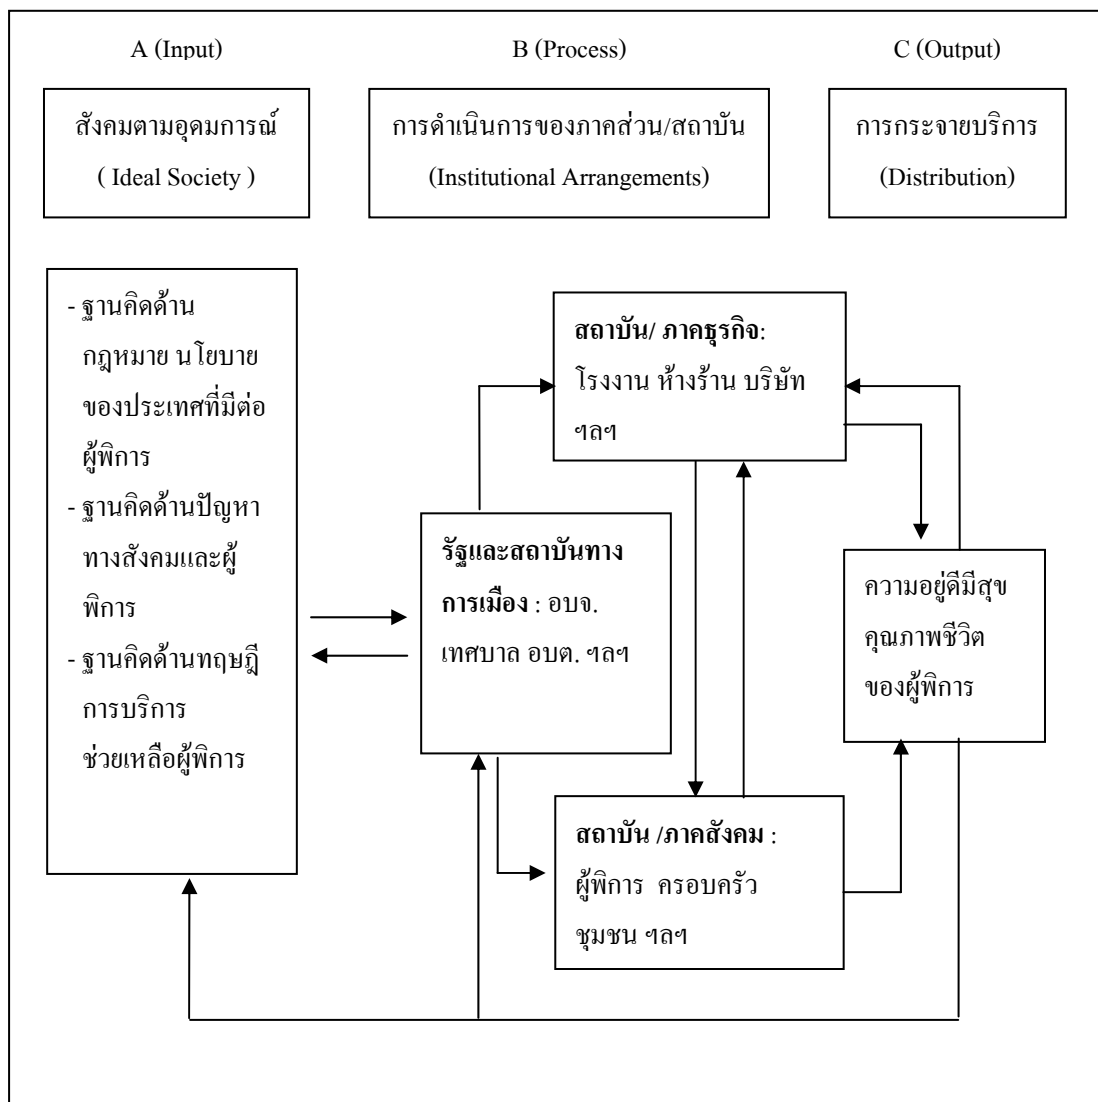 A (Input)
B (Process)
C (Output)
สังคมตามอุดมการณ์
( Ideal Society )
การดำเนินการของภาคส่วน/สถาบัน
(Institutional Arrangements)
การกระจายบริการ
(Distribution)
- ฐานคิดด้าน
กฎหมาย นโยบาย
ของประเทศที่มีต่อ
ผู้พิการ
- ฐานคิดด้านปัญหา
ทางสังคมและผู้
พิการ
- ฐานคิดด้านทฤษฎี
การบริการ
ช่วยเหลือผู้พิการ
สถาบัน/ ภาคธุรกิจ:
โรงงาน ห้างร้าน บริษัท
ฯลฯ
รัฐและสถาบันทาง
การเมือง : อบจ.
เทศบาล อบต. ฯลฯ
ความอยู่ดีมีสุข
คุณภาพชีวิต
ของผู้พิการ
สถาบัน /ภาคสังคม :
ผู้พิการ ครอบครัว
ชุมชน ฯลฯ